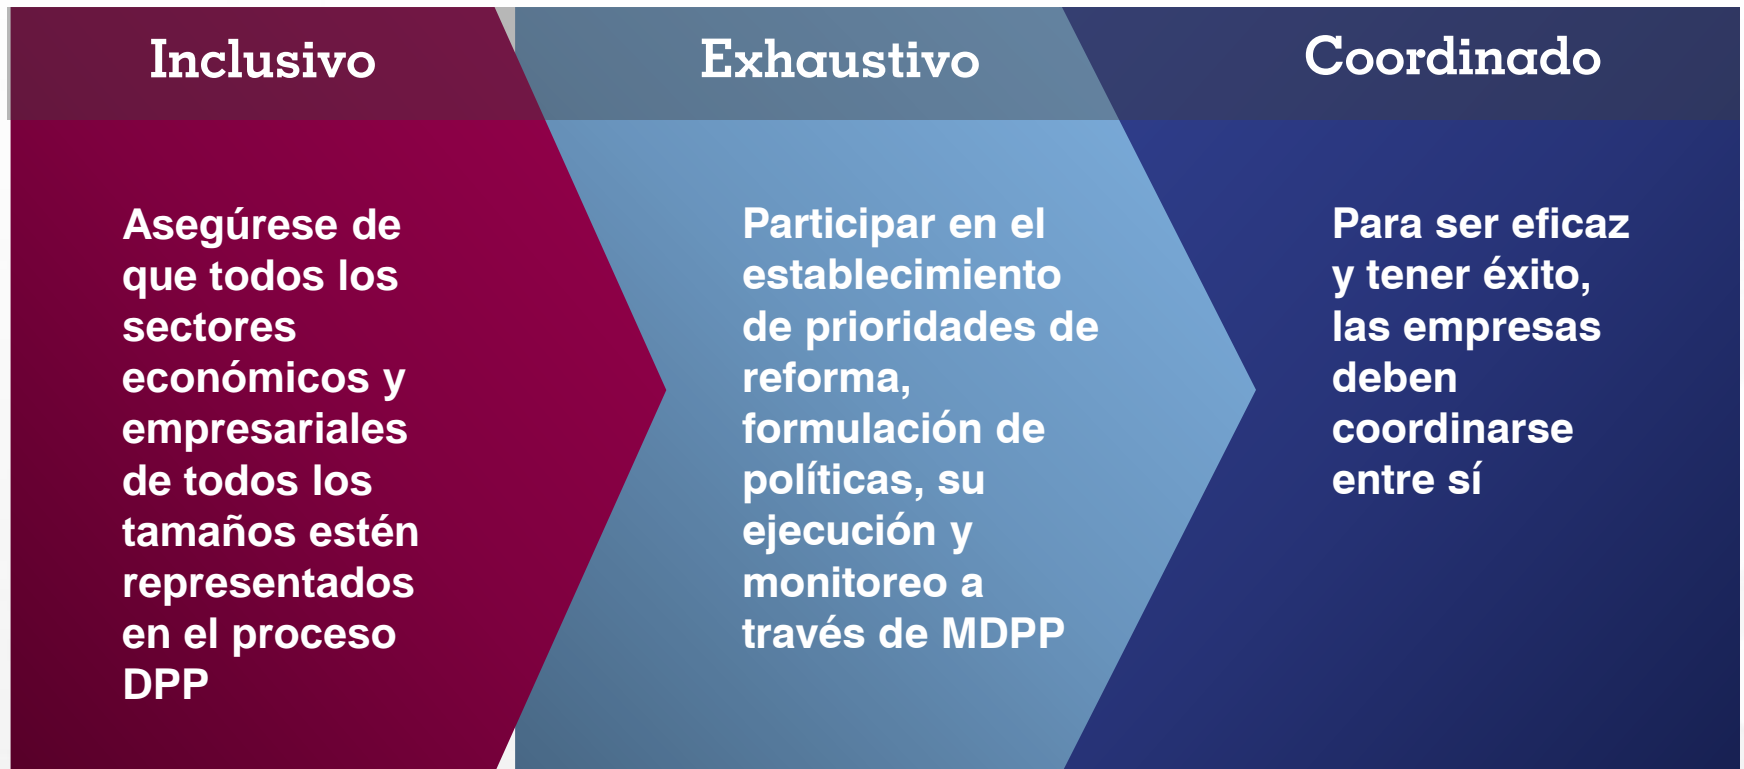 Inclusivo
Asegúrese de
que todos los
sectores
económicos y
empresariales
de todos los
tamaños estén
representados
en el proceso
DPP
Exhaustivo
Participar en el
establecimiento
de prioridades de
reforma,
formulación de
políticas, su
ejecución y
monitoreo a
través de MDPP
Coordinado
Para ser eficaz
y tener éxito,
las empresas
deben
coordinarse
entre sí